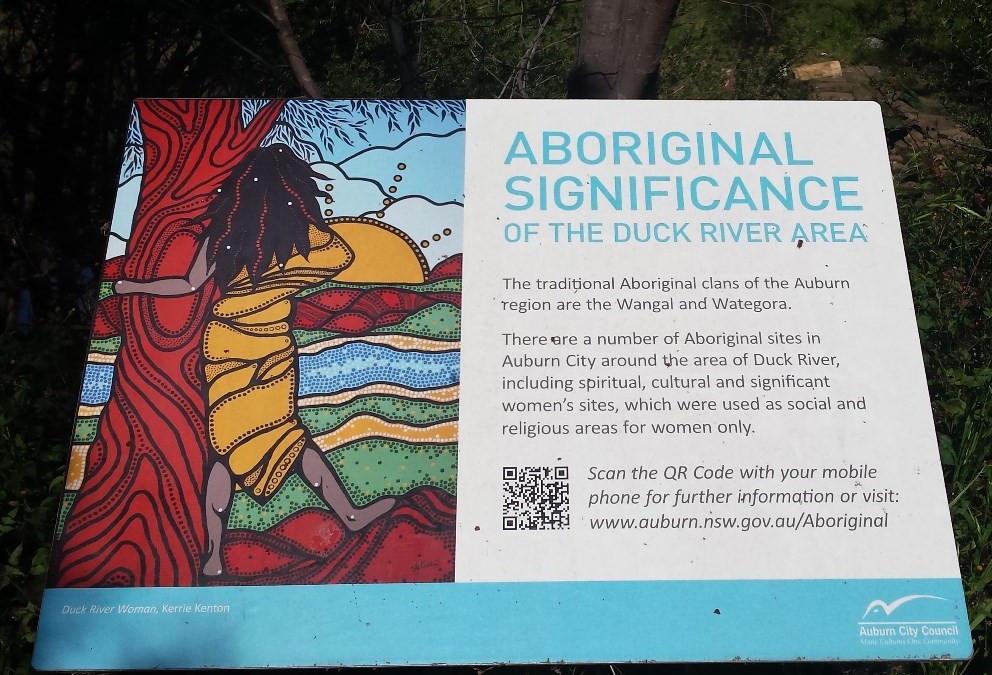 ABORIGINAL
SIGNIFICANCE
OF THE DUCK RIVER AREA
The traditional Aboriginal clans of the Auburn
region are the Wangal and Wategora.
There are a number of Aboriginal sites in
Auburn City around the area of Duck River,
including spiritual, cultural and significant
women's sites, which were used as social and
religious areas for women only.
Scan the QR Code with your mobile
phone for further information or visit:
www.auburn.nsw.gov.au/Aboriginal
Duck River Woman, Kerrie Kenton
Auburn City Council
Many Cultures One Community